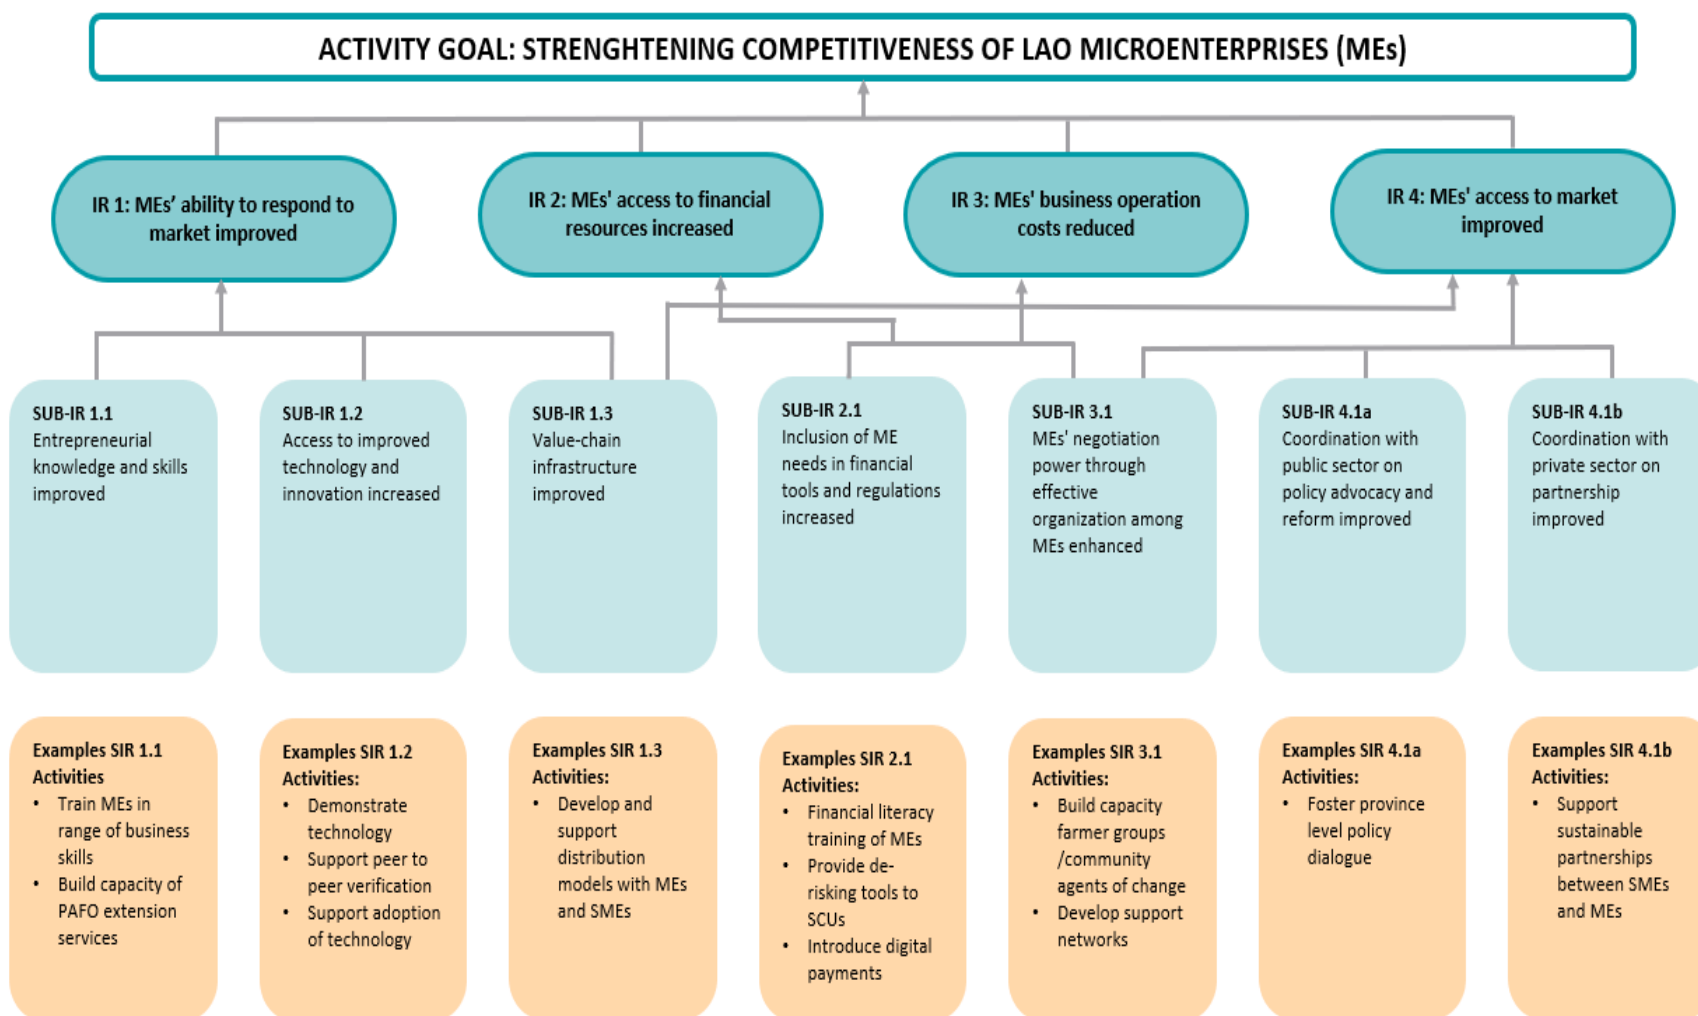 ACTIVITY GOAL: STRENGHTENING COMPETITIVENESS OF LAO MICROENTERPRISES (MEs)
IR 1: MEs’ ability to respond to
market improved
IR 2: MEs' access to financial
resources increased
IR 3: MEs' business operation
costs reduced
IR 4: MEs' access to market
improved
SUB-IR 1.1
Entrepreneurial
knowledge and skills
improved
SUB-IR 1.2
Access to improved
technology and
innovation increased
SUB-IR 1.3
Value-chain
infrastructure
improved
SUB-IR 2.1
Inclusion of ME
needs in financial
tools and regulations
increased
SUB-IR 3.1
MEs' negotiation
power through
effective
organization among
MEs enhanced
SUB-IR 4.1a
Coordination with
public sector on
policy advocacy and
reform improved
SUB-IR 4.1b
Coordination with
private sector on
partnership
improved
Examples SIR 1.1
Activities
• Train MEs in
range of business
skills
• Build capacity of
PAFO extension
services
Examples SIR 1.2
Activities:
• Demonstrate
technology
• Support peer to
peer verification
• Support adoption
of technology
Examples SIR 1.3
Activities:
• Develop and
support
distribution
models with MEs
and SMEs
Examples SIR 2.1
Activities:
• Financial literacy
training of MEs
• Provide de-
risking tools to
SCUs
• Introduce digital
payments
Examples SIR 3.1
Activities:
• Build capacity
farmer groups
/community
agents of change
• Develop support
networks
Examples SIR 4.1a
Activities:
• Foster province
level policy
dialogue
Examples SIR 4.1b
Activities:
• Support
sustainable
partnerships
between SMEs
and MEs